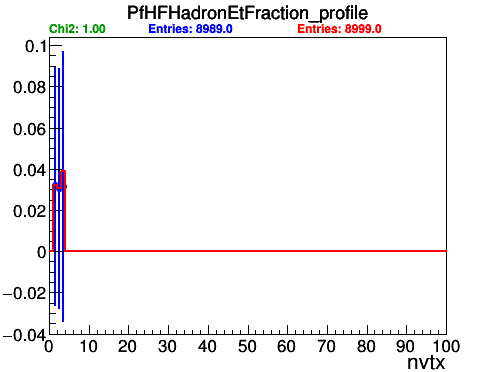 PfHFHadronEtFraction_profile
Chi2: 1.00 Entries: 8989.0 Entries: 8999.0
0.1
0.08
0.06
0.04
0.02
0
−0.02
−0.04
0 10 20 30 40 50 60 70 80 90 100
nvtx